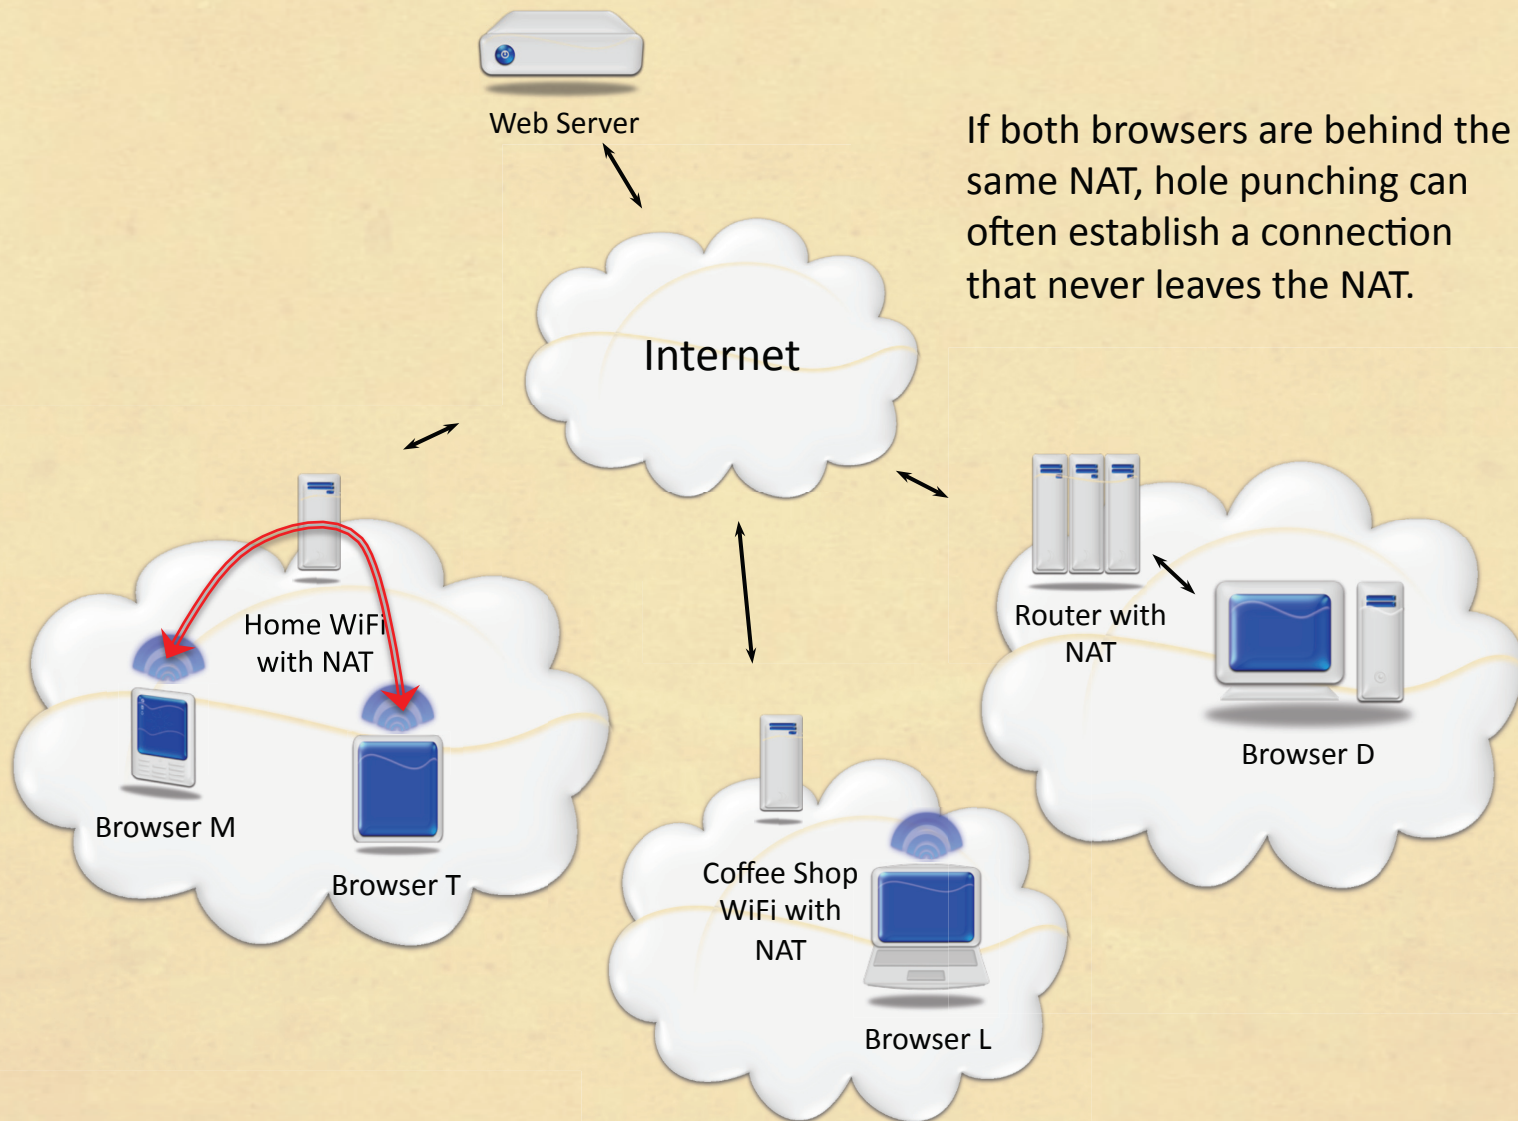 Web Server
If both browsers are behind the
same NAT, hole punching can
often establish a connection
that never leaves the NAT.
Internet
Home WiFi
with NAT
Router with
NAT
Browser D
Browser M
Browser T
Coffee Shop
WiFi with
NAT
Browser L